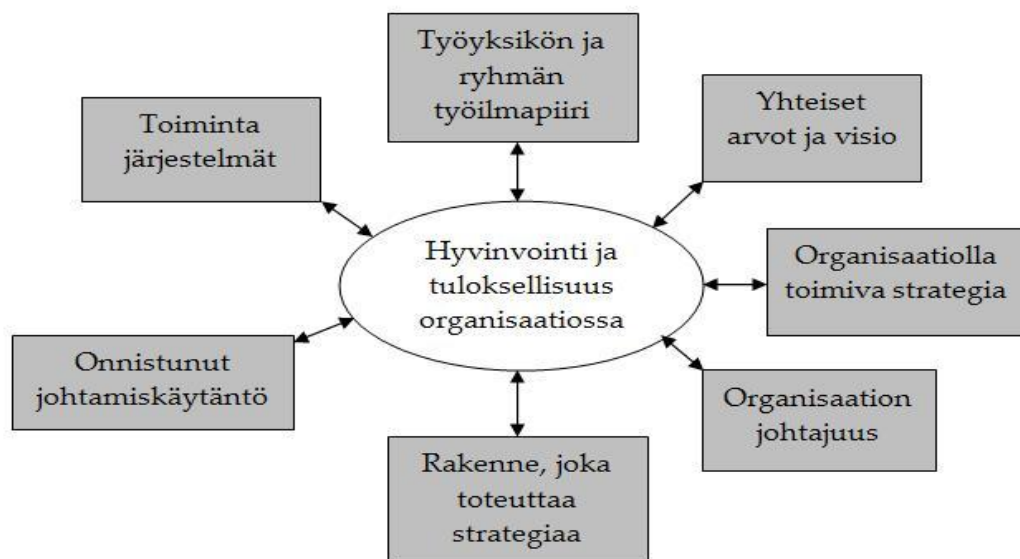 Työyksikön ja
ryhmän
työilmapiiri
Yhteiset
arvot ja visio
Toiminta
järjestelmät
Hyvinvointi ja
tuloksellisuus
organisaatiossa
Organisaatiolla
toimiva strategia
Onnistunut
johtamiskäytäntö
Organisaation
johtajuus
Rakenne, joka
toteuttaa
strategiaa